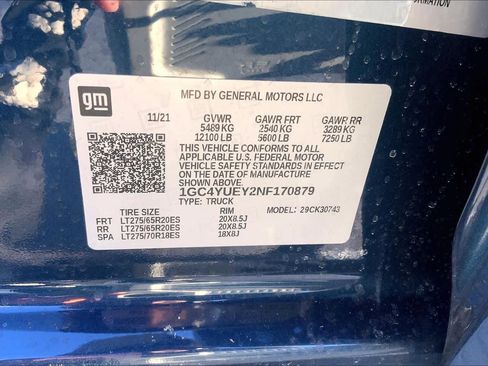 FORMATION
gm
MFD BY GENERAL MOTORS LLC
11/21 GVWR GAWR FRT GAWR RR
5489 KG 2540 KG 3289 KG
12100 LB 5600 LB 7250 LB
THIS VEHICLE CONFORMS TO ALL
APPLICABLE U.S. FEDERAL MOTOR
VEHICLE SAFETY STANDARDS IN EFFECT
ON THE DATE OF MANUFACTURE
SHOWN ABOVE.
1GC4YUEY2NF170879
TYPE: TRUCK MODEL: 29CK30743
TIRE SIZE RIM
FRT LT275/65R20ES 20X8.5J
RR LT275/65R20ES 20X8.5J
SPA LT275/70R18ES 18X8J